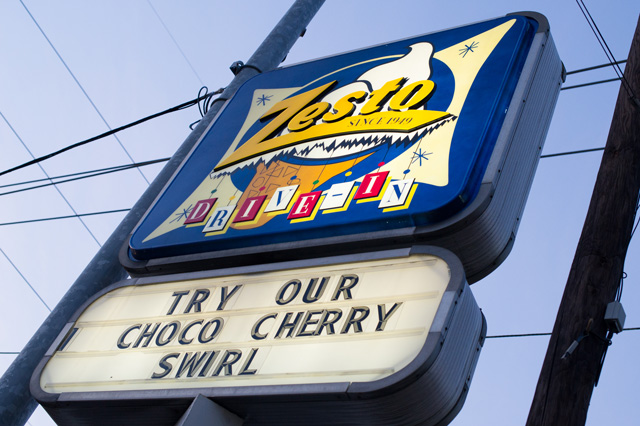 Zesto
SINCE 1949
DRIVE-IN
TRY OUR
CHOCO CHERRY
SWIRL